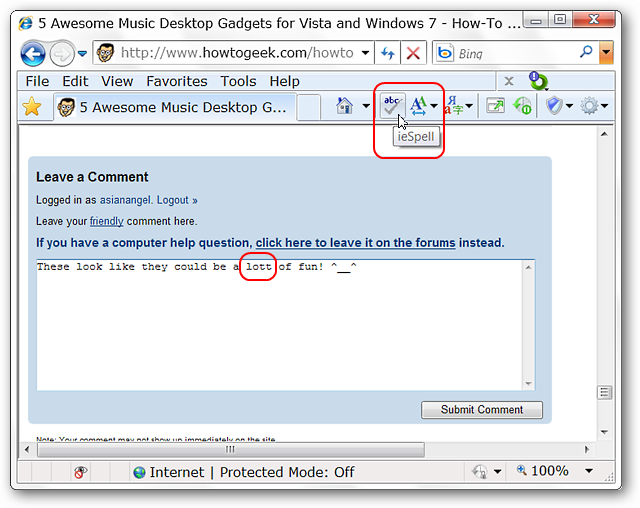 5 Awesome Music Desktop Gadgets for Vista and Windows 7 - How-To ...
http://www.howtogeek.com/howto
Bing
File Edit View Favorites Tools Help
x
5 Awesome Music Desktop G...
abc
ieSpell
Leave a Comment
Logged in as asianangel. Logout »
Leave your friendly comment here.
If you have a computer help question, click here to leave it on the forums instead.
These look like they could be a lott of fun! ^__^
Submit Comment
Note: Your comment may not show up immediately on the site.
Internet | Protected Mode: Off
100%